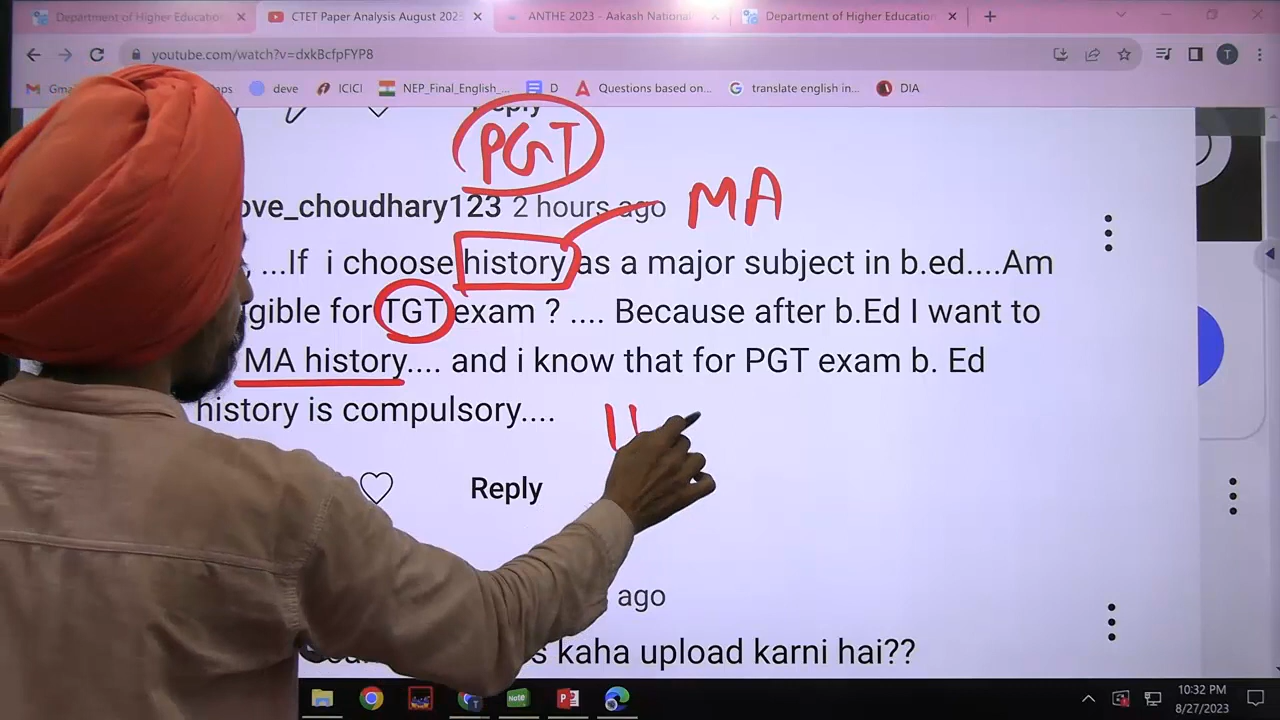 Department of Higher Education
CTET Paper Analysis August 2023
ANTHE 2023 - Aakash National
Department of Higher Education
youtube.com/watch?v=dxkBcfpFYP8
T
deve
ICICI
NEP_Final_English_...
D
Questions based on...
translate english in...
DIA
Reply
PGT
ove_choudhary123 2 hours ago
MA
...If i choose history as a major subject in b.ed....Am
gible for TGT exam ? .... Because after b.Ed I want to
MA history.... and i know that for PGT exam b. Ed
history is compulsory....
Reply
ago
kaha upload karni hai??
Note
10:32 PM
8/27/2023